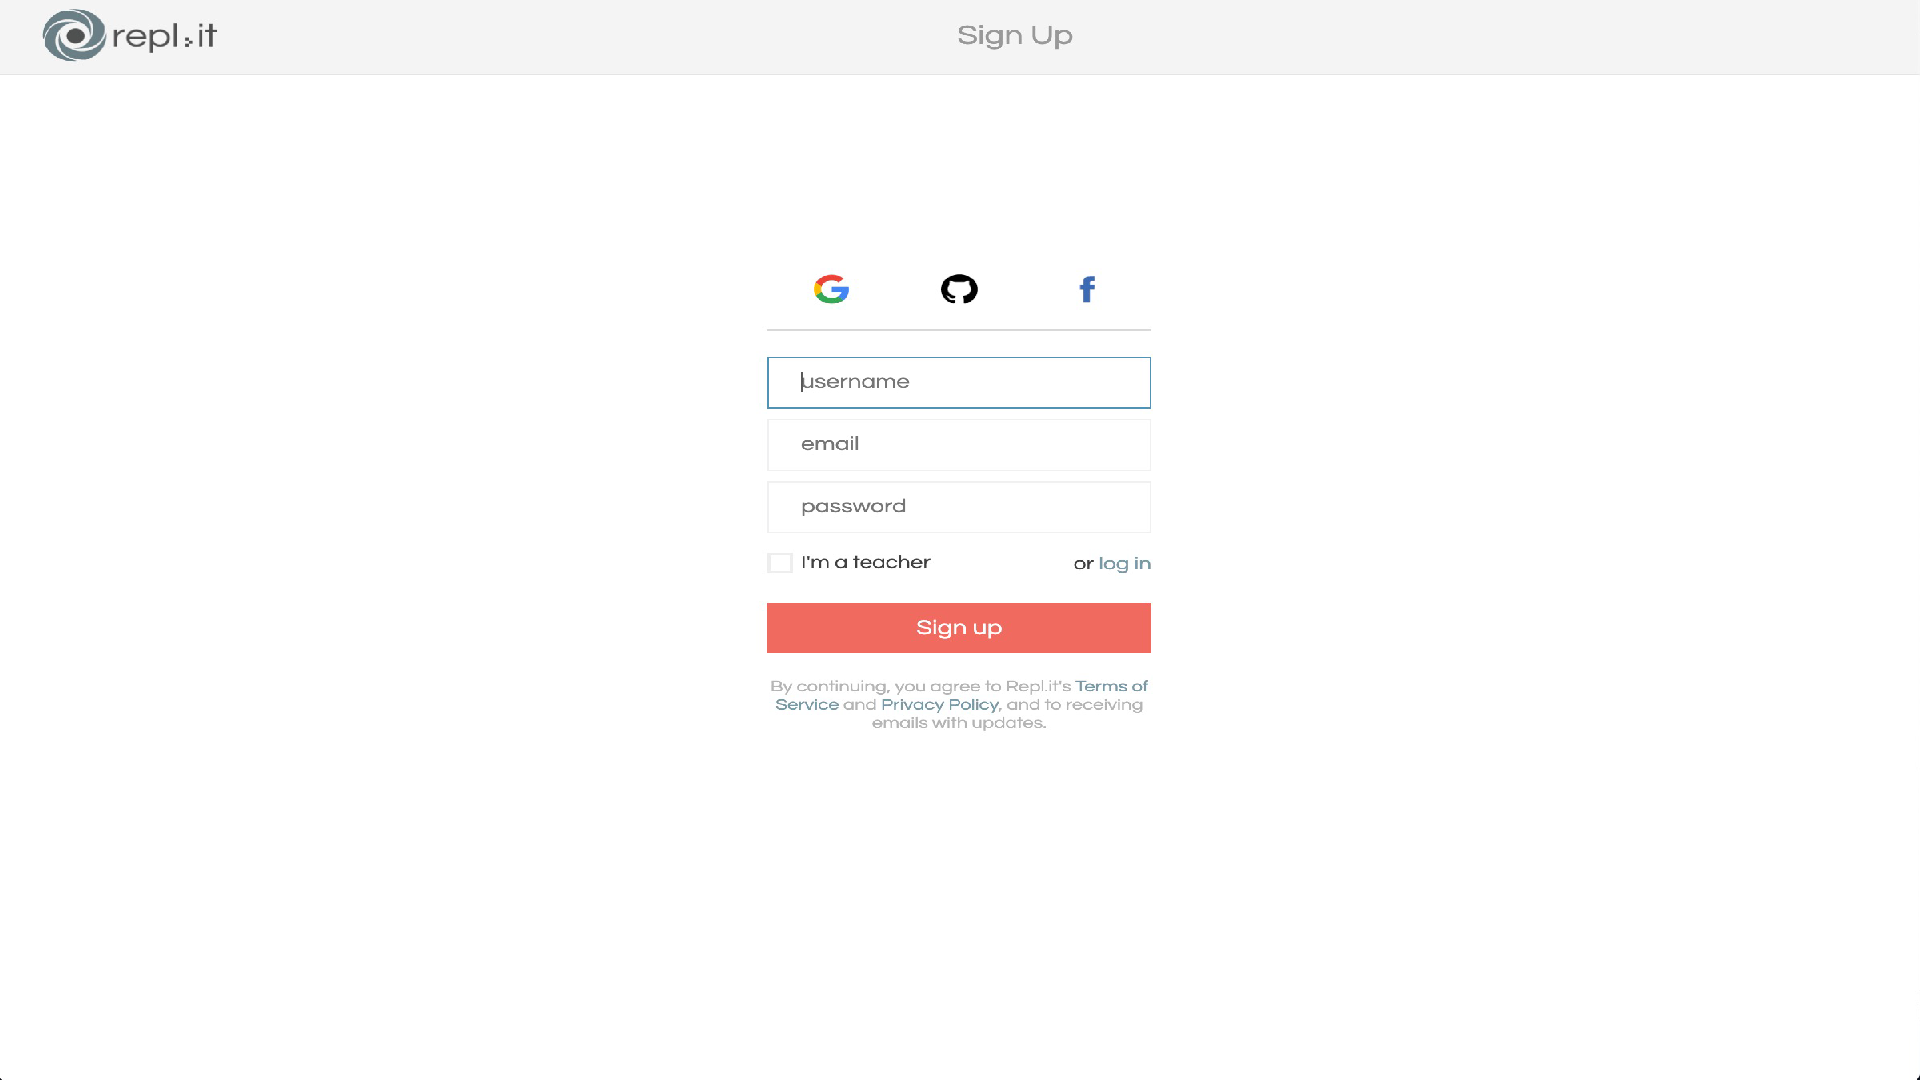 repl.it
Sign Up
username
email
password
I'm a teacher
or log in
Sign up
By continuing, you agree to Repl.it's Terms of
Service and Privacy Policy, and to receiving
emails with updates.